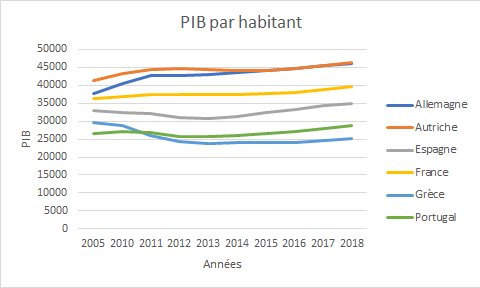 PIB par habitant
50000
45000
40000
35000
30000
25000
20000
15000
10000
5000
0
PIB
2005 2010 2011 2012 2013 2014 2015 2016 2017 2018
Années
Allemagne
Autriche
Espagne
France
Grèce
Portugal